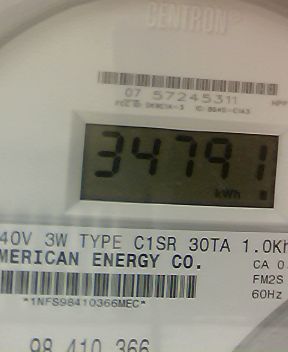 CENTRON®
07 57245311
34791
kWh
40V 3W TYPE C1SR 30TA 1.0Kh
MERICAN ENERGY CO.
CA 0.
FM2S
60Hz
*1NFS98410366MEC*
98 410 366